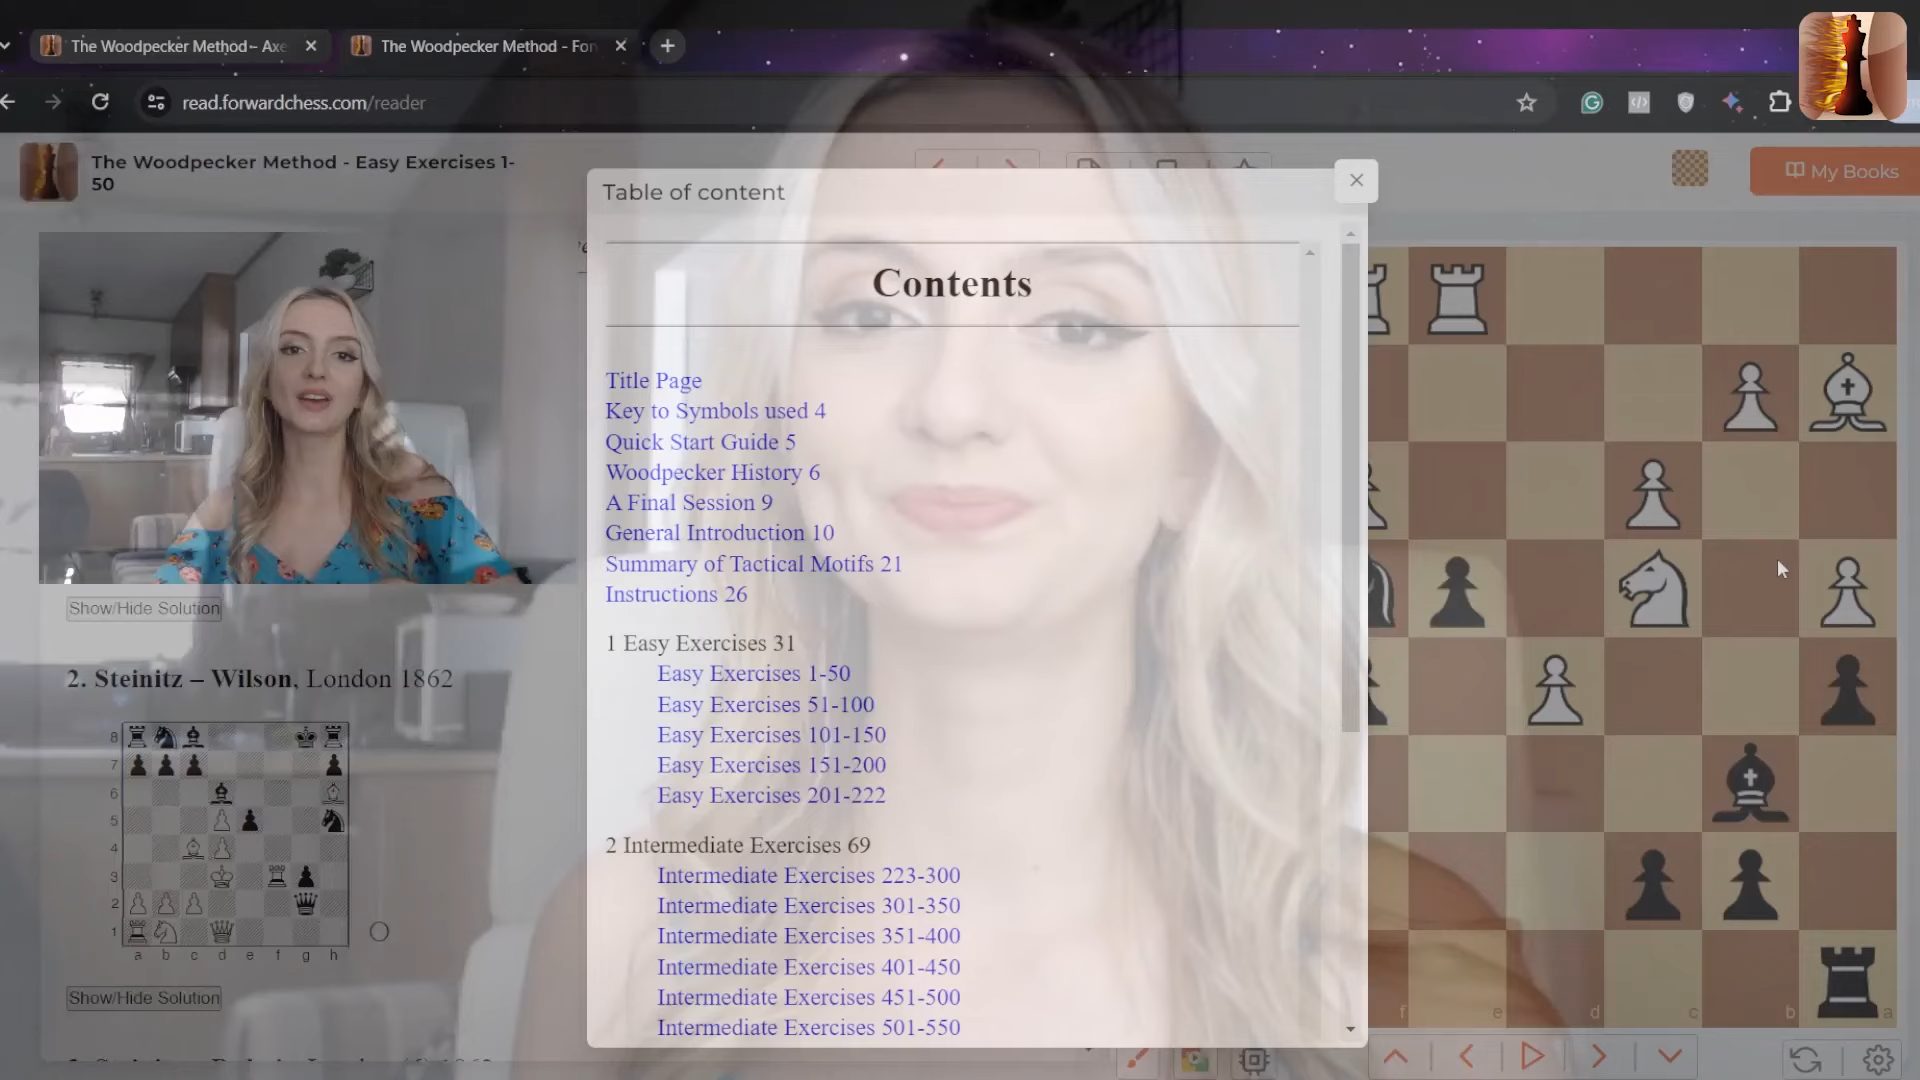 The Woodpecker Method - Axe
The Woodpecker Method - For
read.forwardchess.com/reader
The Woodpecker Method - Easy Exercises 1-
50
My Books
Table of content
Contents
Title Page
Key to Symbols used 4
Quick Start Guide 5
Woodpecker History 6
A Final Session 9
General Introduction 10
Summary of Tactical Motifs 21
Instructions 26
1 Easy Exercises 31
Easy Exercises 1-50
Easy Exercises 51-100
Easy Exercises 101-150
Easy Exercises 151-200
Easy Exercises 201-222
2 Intermediate Exercises 69
Intermediate Exercises 223-300
Intermediate Exercises 301-350
Intermediate Exercises 351-400
Intermediate Exercises 401-450
Intermediate Exercises 451-500
Intermediate Exercises 501-550
Show/Hide Solution
2. Steinitz – Wilson, London 1862
8
7
6
5
4
3
2
1
a b c d e f g h
Show/Hide Solution
f e d c b a